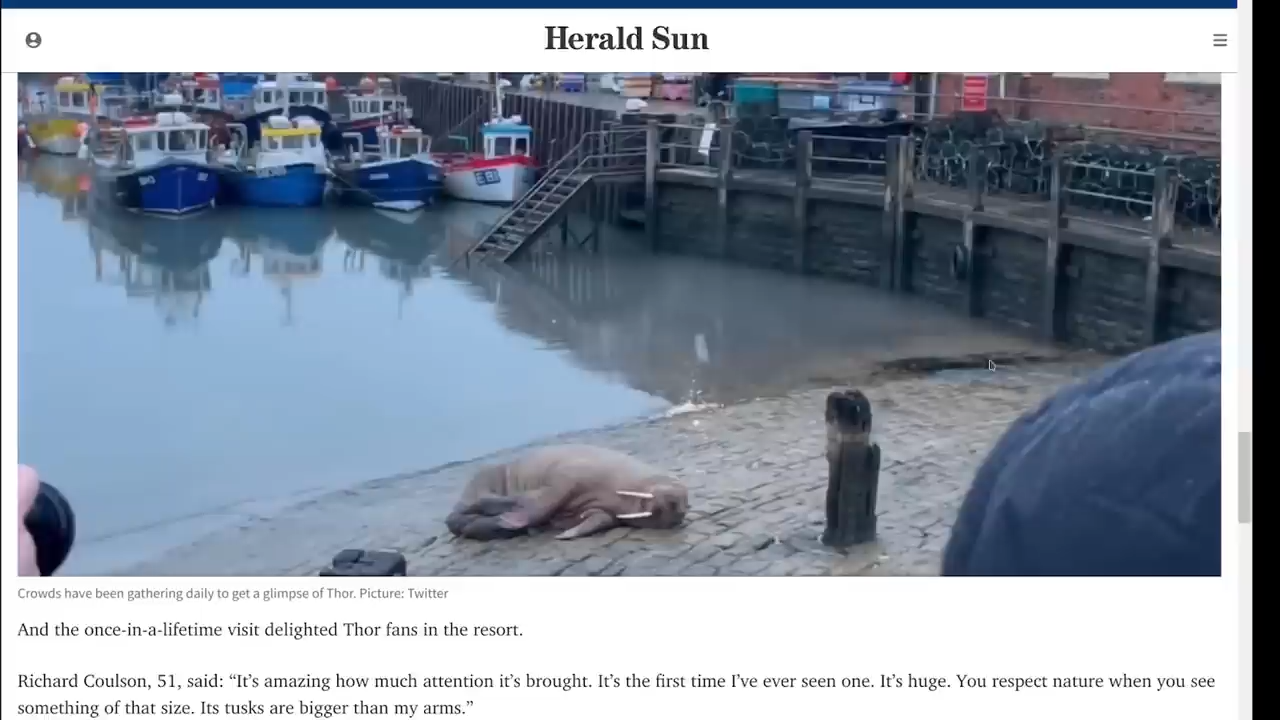 Herald Sun
EB1
Crowds have been gathering daily to get a glimpse of Thor. Picture: Twitter
And the once-in-a-lifetime visit delighted Thor fans in the resort.
Richard Coulson, 51, said: “It’s amazing how much attention it’s brought. It’s the first time I’ve ever seen one. It’s huge. You respect nature when you see
something of that size. Its tusks are bigger than my arms.”